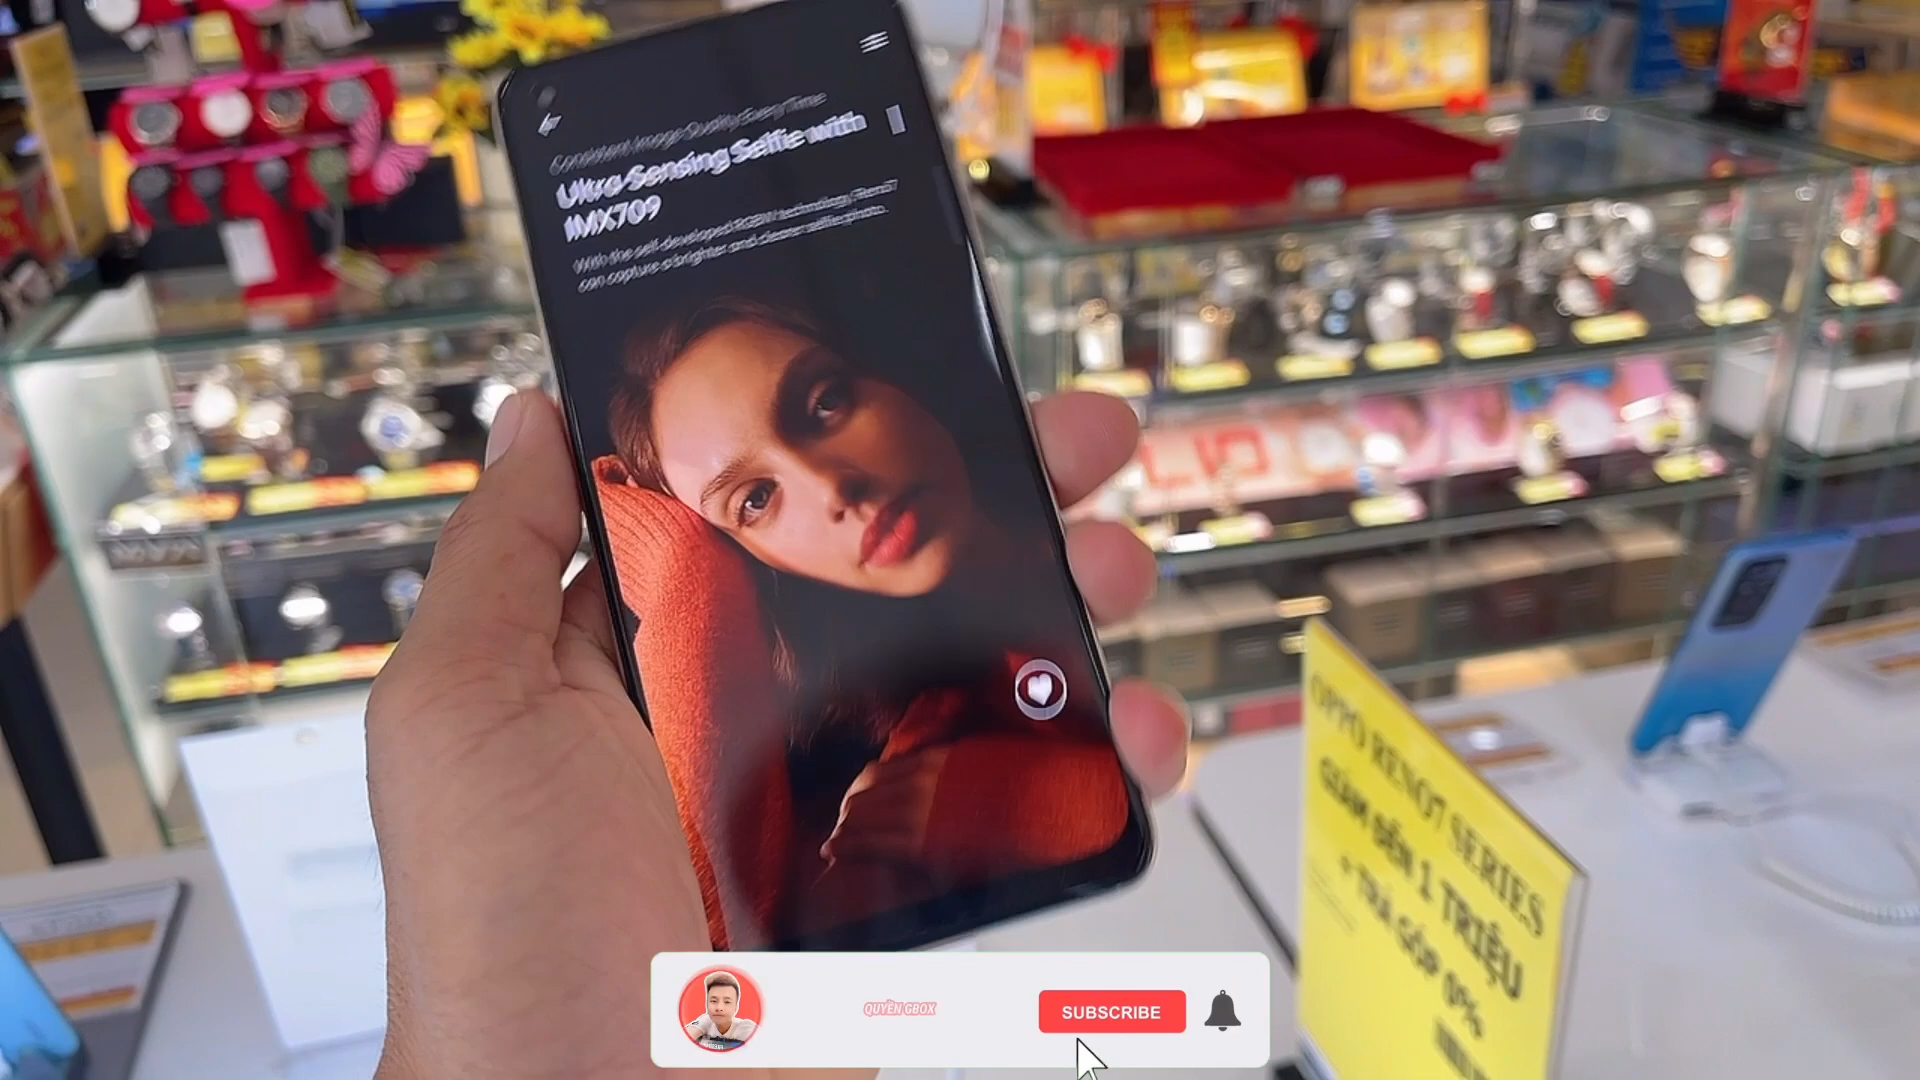 Consistent Image Quality Every Time
Ultra-Sensing Selfie with
IMX709
With the self-developed RGBW technology, Reno7
can capture a brighter and clearer selfie photo.
OPPO RENO7 SERIES
GIẢM ĐẾN 1 TRIỆU
+ TRẢ GÓP 0%
QUYỀN GBOX
SUBSCRIBE